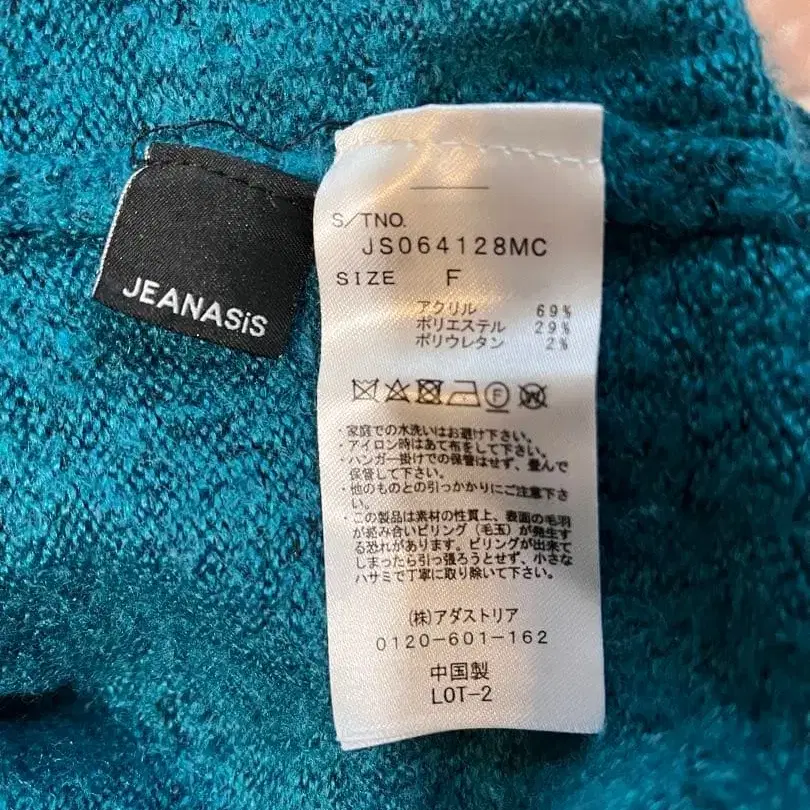 JEANASiS
S/TNO.
JS064128MC
SIZE F
アクリル 69%
ポリエステル 29%
ポリウレタン 2%
F W
・家庭での水洗いはお避け下さい。
・アイロン時はあて布をして下さい。
・ハンガー掛けでの保管はせず、畳んで
保管して下さい。
・他のものとの引っかかりにご注意下さ
い。
・この製品は素材の性質上、表面の毛羽
が絡み合いピリング(毛玉)が発生す
る恐れがあります。ピリングが出来て
しまったら引っ張ろうとせず、小さな
ハサミで丁寧に取り除いて下さい。
(株)アダストリア
0120-601-162
中国製
LOT-2